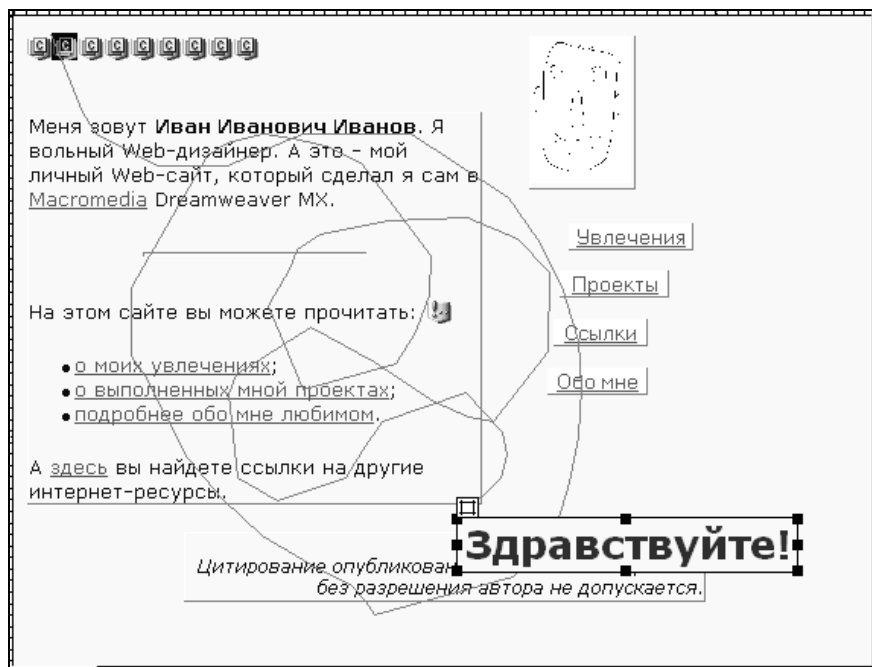 Меня зовут Иван Иванович Иванов. Я
вольный Web-дизайнер. А это - мой
личный Web-сайт, который сделал я сам в
Macromedia Dreamweaver MX.
Увлечения
Проекты
Ссылки
Обо мне
На этом сайте вы можете прочитать:
о моих увлечениях;
о выполненных мной проектах;
подробнее обо мне любимом.
А здесь вы найдете ссылки на другие
интернет-ресурсы.
Здравствуйте!
Цитирование
без разрешения автора не допускается.